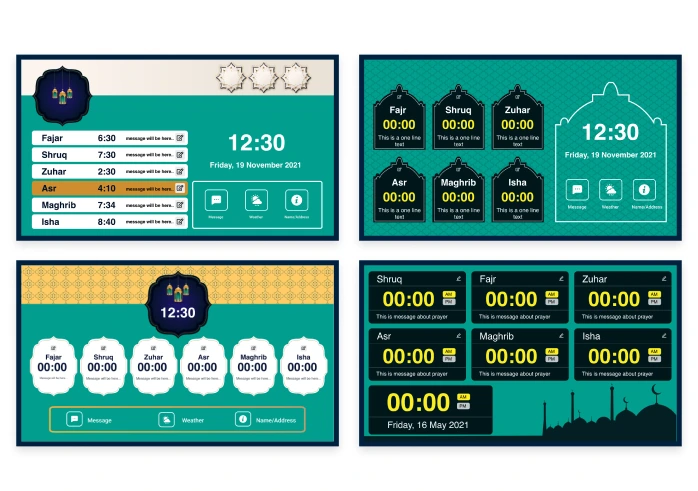 Fajar 6:30 message will be here..
Shruq 7:30 message will be here..
Zuhar 2:30 message will be here..
Asr 4:10 message will be here..
Maghrib 7:34 message will be here..
Isha 8:40 message will be here..
12:30
Friday, 19 November 2021
Message Weather Name/Address
Fajr Shruq Zuhar
00:00 00:00 00:00
This is a one line This is a one line This is a one line
text text text
Asr Maghrib Isha
00:00 00:00 00:00
This is a one line This is a one line This is a one line
text text text
12:30
Friday, 19 November 2021
Message Weather Name/Address
12:30
Fajar Shruq Zuhar Asr Maghrib Isha
00:00 00:00 00:00 00:00 00:00 00:00
Message will be here.. Message will be here.. Message will be here.. Message will be here.. Message will be here.. Message will be here..
Message Weather Name/Address
Shruq Fajr Zuhar
00:00 AM PM 00:00 AM PM 00:00 AM PM
This is message about prayer This is message about prayer This is message about prayer
Asr Maghrib Isha
00:00 AM PM 00:00 AM PM 00:00 AM PM
This is message about prayer This is message about prayer This is message about prayer
00:00 AM PM
Friday, 16 May 2021